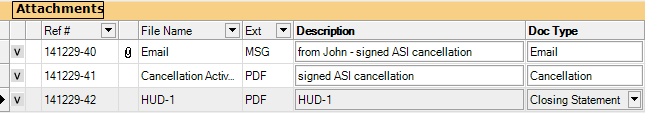 Attachments
Ref # File Name Ext Description Doc Type
v 141229-40 Email MSG from John - signed ASI cancellation Email
v 141229-41 Cancellation Activ... PDF signed ASI cancellation Cancellation
v 141229-42 HUD-1 PDF HUD-1 Closing Statement